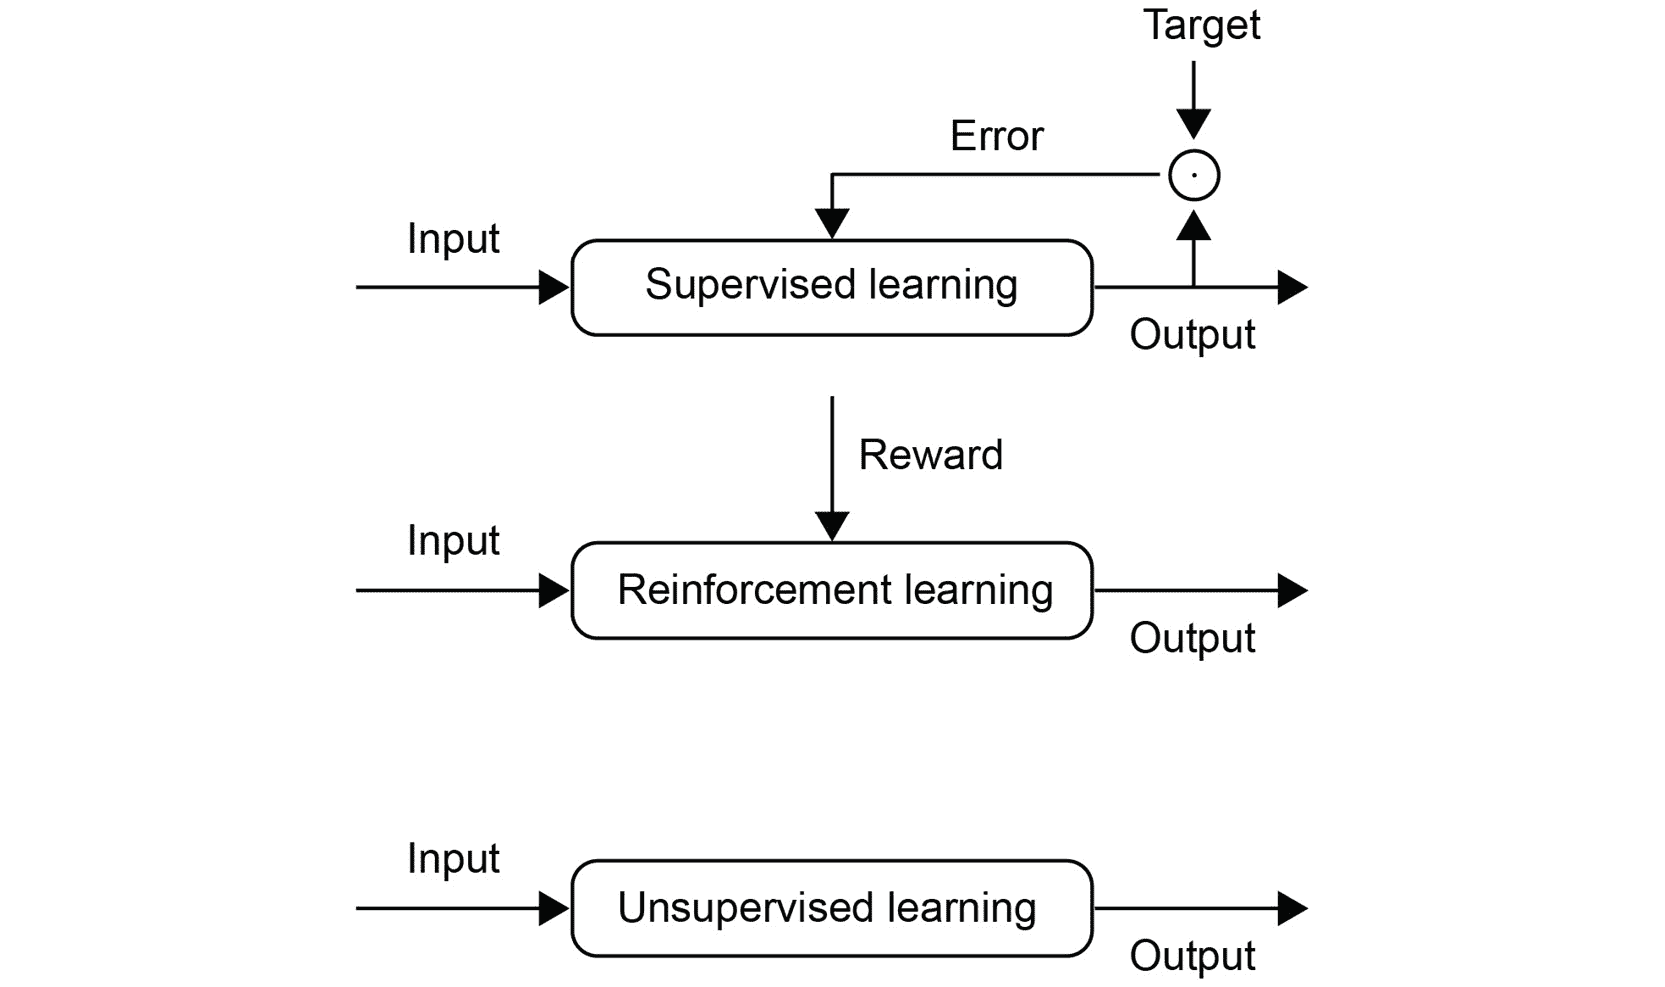 Target
Error
Input
Supervised learning
Output
Reward
Input
Reinforcement learning
Output
Input
Unsupervised learning
Output